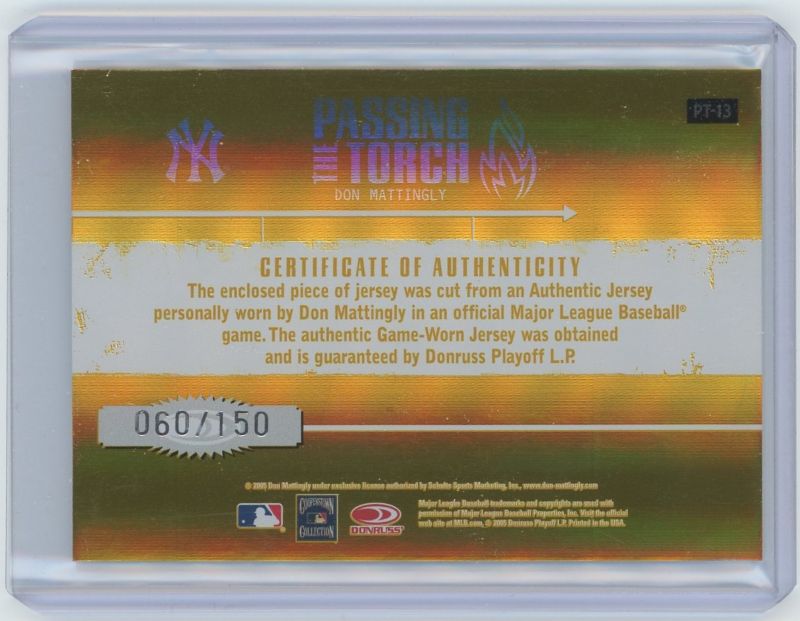 PT-13
NY
PASSING
THE TORCH
DON MATTINGLY
CERTIFICATE OF AUTHENTICITY
The enclosed piece of jersey was cut from an Authentic Jersey
personally worn by Don Mattingly in an official Major League Baseball®
game. The authentic Game-Worn Jersey was obtained
and is guaranteed by Donruss Playoff L.P.
060/150
© 2005 Don Mattingly under exclusive license authorized by Schulte Sports Marketing, Inc., www.don-mattingly.com
COOPERSTOWN
COLLECTION
DONRUSS
Major League Baseball trademarks and copyrights are used with
permission of Major League Baseball Properties, Inc. Visit the official
web site at MLB.com, © 2005 Donruss Playoff L.P. Printed in the USA.